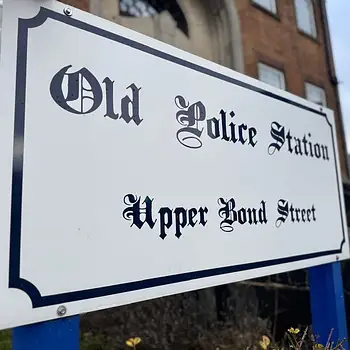 Old Police Station
Upper Bond Street